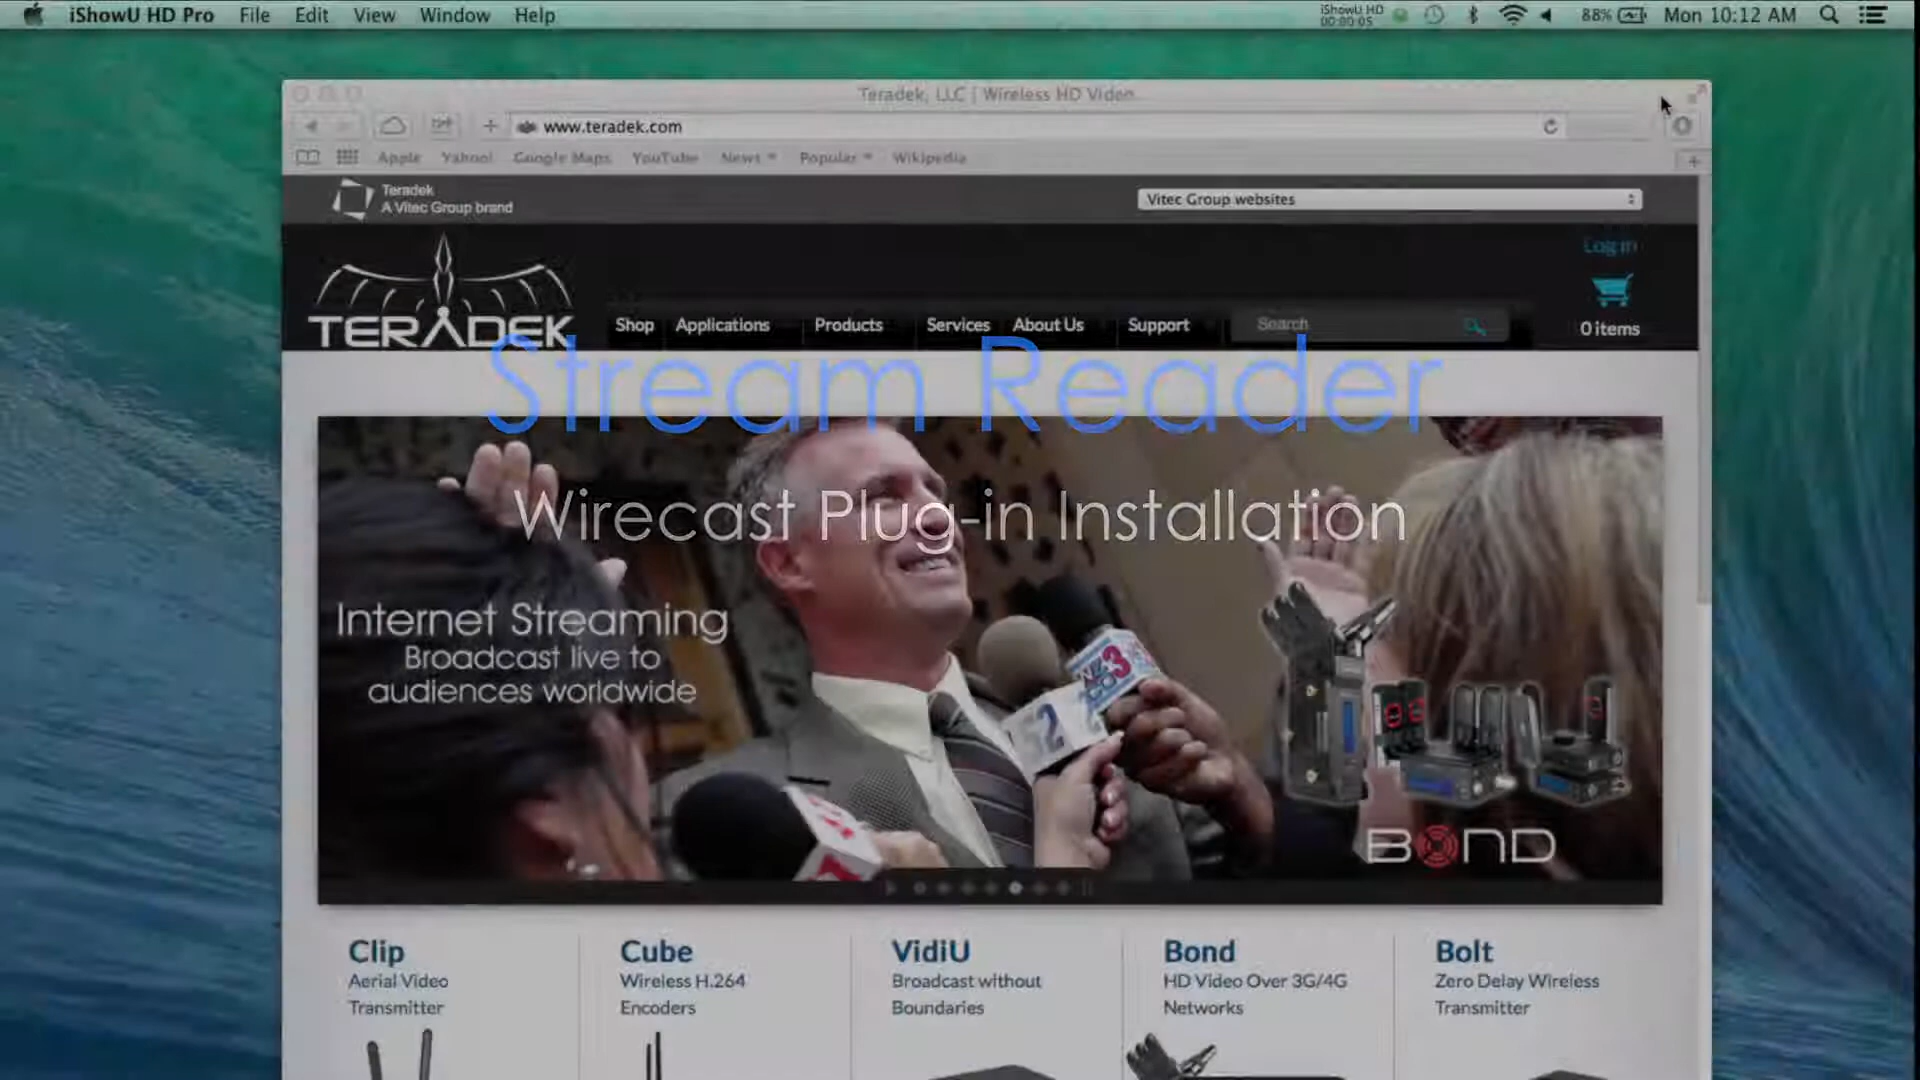 iShowU HD Pro File Edit View Window Help iShowU HD 00:00:05 88% Mon 10:12 AM
Teradek, LLC | Wireless HD Video
www.teradek.com
Apple Yahoo! Google Maps YouTube News Popular Wikipedia
Teradek
A Vitec Group brand
Vitec Group websites
Log in
TERADEK
Shop Applications Products Services About Us Support Search
0 items
Stream Reader
Wirecast Plug-in Installation
Internet Streaming
Broadcast live to
audiences worldwide
3
52
BOND
Clip
Aerial Video
Transmitter
Cube
Wireless H.264
Encoders
VidiU
Broadcast without
Boundaries
Bond
HD Video Over 3G/4G
Networks
Bolt
Zero Delay Wireless
Transmitter